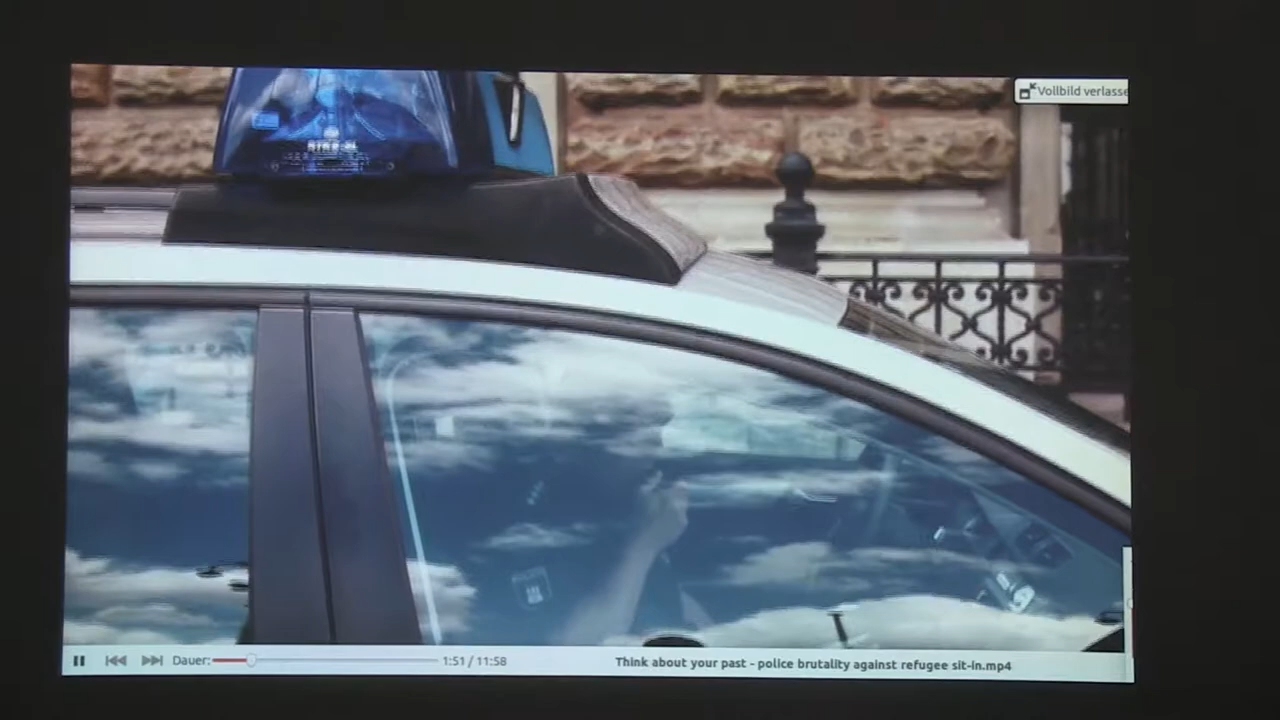 Vollbild verlasse
Dauer:
1:51 / 11:58
Think about your past - police brutality against refugee sit-in.mp4